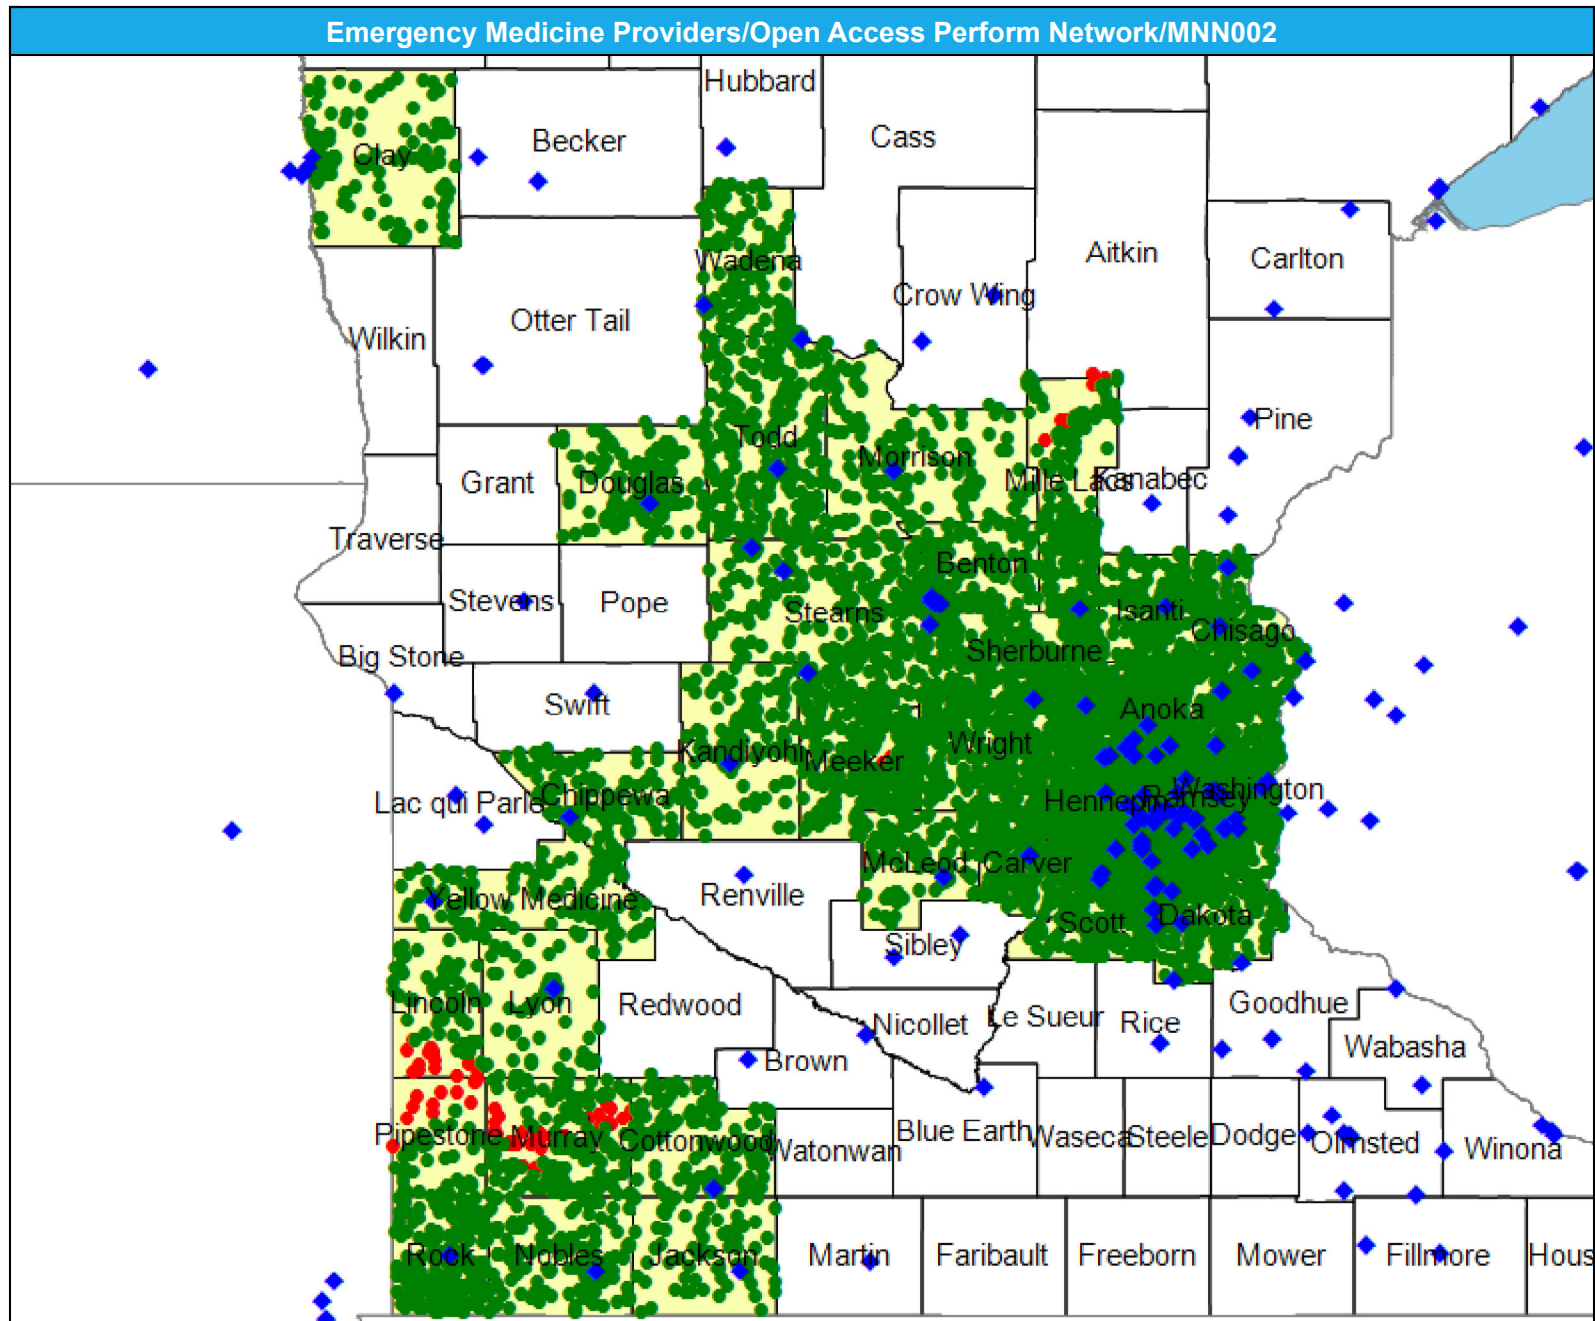 Emergency Medicine Providers/Open Access Perform Network/MNN002
Hubbard
Cass
Becker
Clay
Aitkin
Carlton
Wadena
Crow Wing
Otter Tail
Wilkin
Pine
Todd
Morrison
Mille Lacs
Kanabec
Grant
Douglas
Traverse
Benton
Stevens
Pope
Stearns
Isanti
Chisago
Sherburne
Big Stone
Swift
Anoka
Kandiyohi
Meeker
Wright
Lac qui Parle
Chippewa
Hennepin
Ramsey
Washington
McLeod
Carver
Yellow Medicine
Renville
Scott
Dakota
Sibley
Lincoln
Lyon
Redwood
Nicollet
Le Sueur
Rice
Goodhue
Wabasha
Brown
Pipestone
Murray
Cottonwood
Watonwan
Blue Earth
Waseca
Steele
Dodge
Olmsted
Winona
Rock
Nobles
Jackson
Martin
Faribault
Freeborn
Mower
Fillmore
Hous